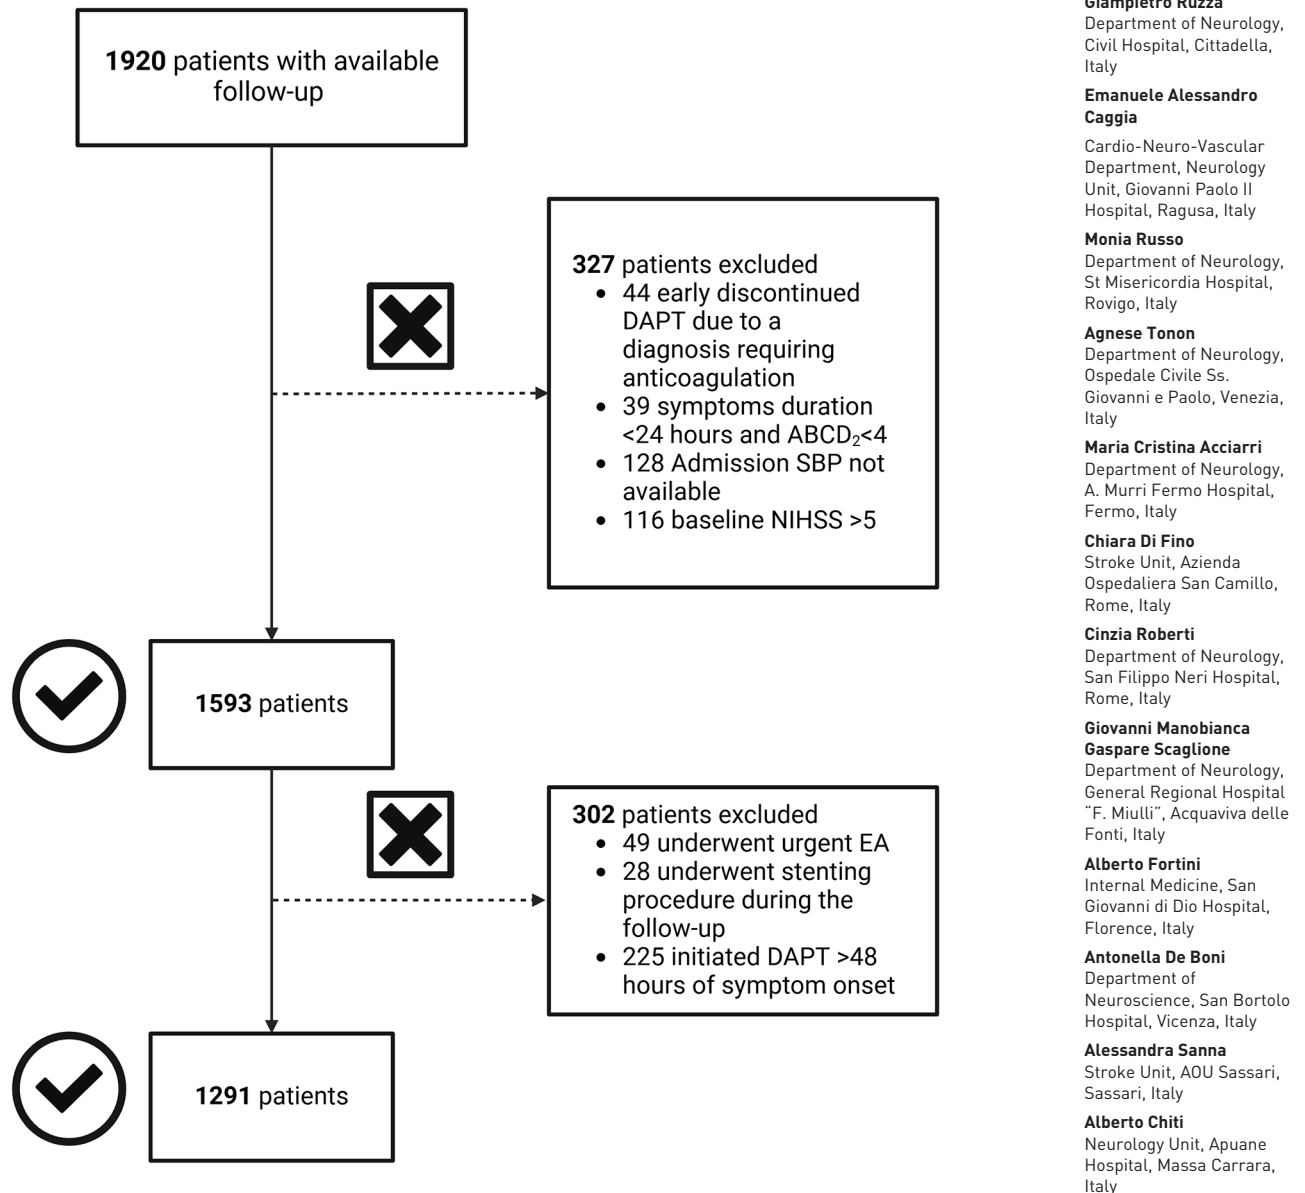 1920 patients with available
follow-up
327 patients excluded
• 44 early discontinued
DAPT due to a
diagnosis requiring
anticoagulation
• 39 symptoms duration
<24 hours and ABCD₂<4
• 128 Admission SBP not
available
• 116 baseline NIHSS >5
1593 patients
302 patients excluded
• 49 underwent urgent EA
• 28 underwent stenting
procedure during the
follow-up
• 225 initiated DAPT >48
hours of symptom onset
1291 patients
Giampietro Ruzza
Department of Neurology,
Civil Hospital, Cittadella,
Italy
Emanuele Alessandro
Caggia
Cardio-Neuro-Vascular
Department, Neurology
Unit, Giovanni Paolo II
Hospital, Ragusa, Italy
Monia Russo
Department of Neurology,
St Misericordia Hospital,
Rovigo, Italy
Agnese Tonon
Department of Neurology,
Ospedale Civile Ss.
Giovanni e Paolo, Venezia,
Italy
Maria Cristina Acciarri
Department of Neurology,
A. Murri Fermo Hospital,
Fermo, Italy
Chiara Di Fino
Stroke Unit, Azienda
Ospedaliera San Camillo,
Rome, Italy
Cinzia Roberti
Department of Neurology,
San Filippo Neri Hospital,
Rome, Italy
Giovanni Manobianca
Gaspare Scaglione
Department of Neurology,
General Regional Hospital
“F. Miulli”, Acquaviva delle
Fonti, Italy
Alberto Fortini
Internal Medicine, San
Giovanni di Dio Hospital,
Florence, Italy
Antonella De Boni
Department of
Neuroscience, San Bortolo
Hospital, Vicenza, Italy
Alessandra Sanna
Stroke Unit, AOU Sassari,
Sassari, Italy
Alberto Chiti
Neurology Unit, Apuane
Hospital, Massa Carrara,
Italy